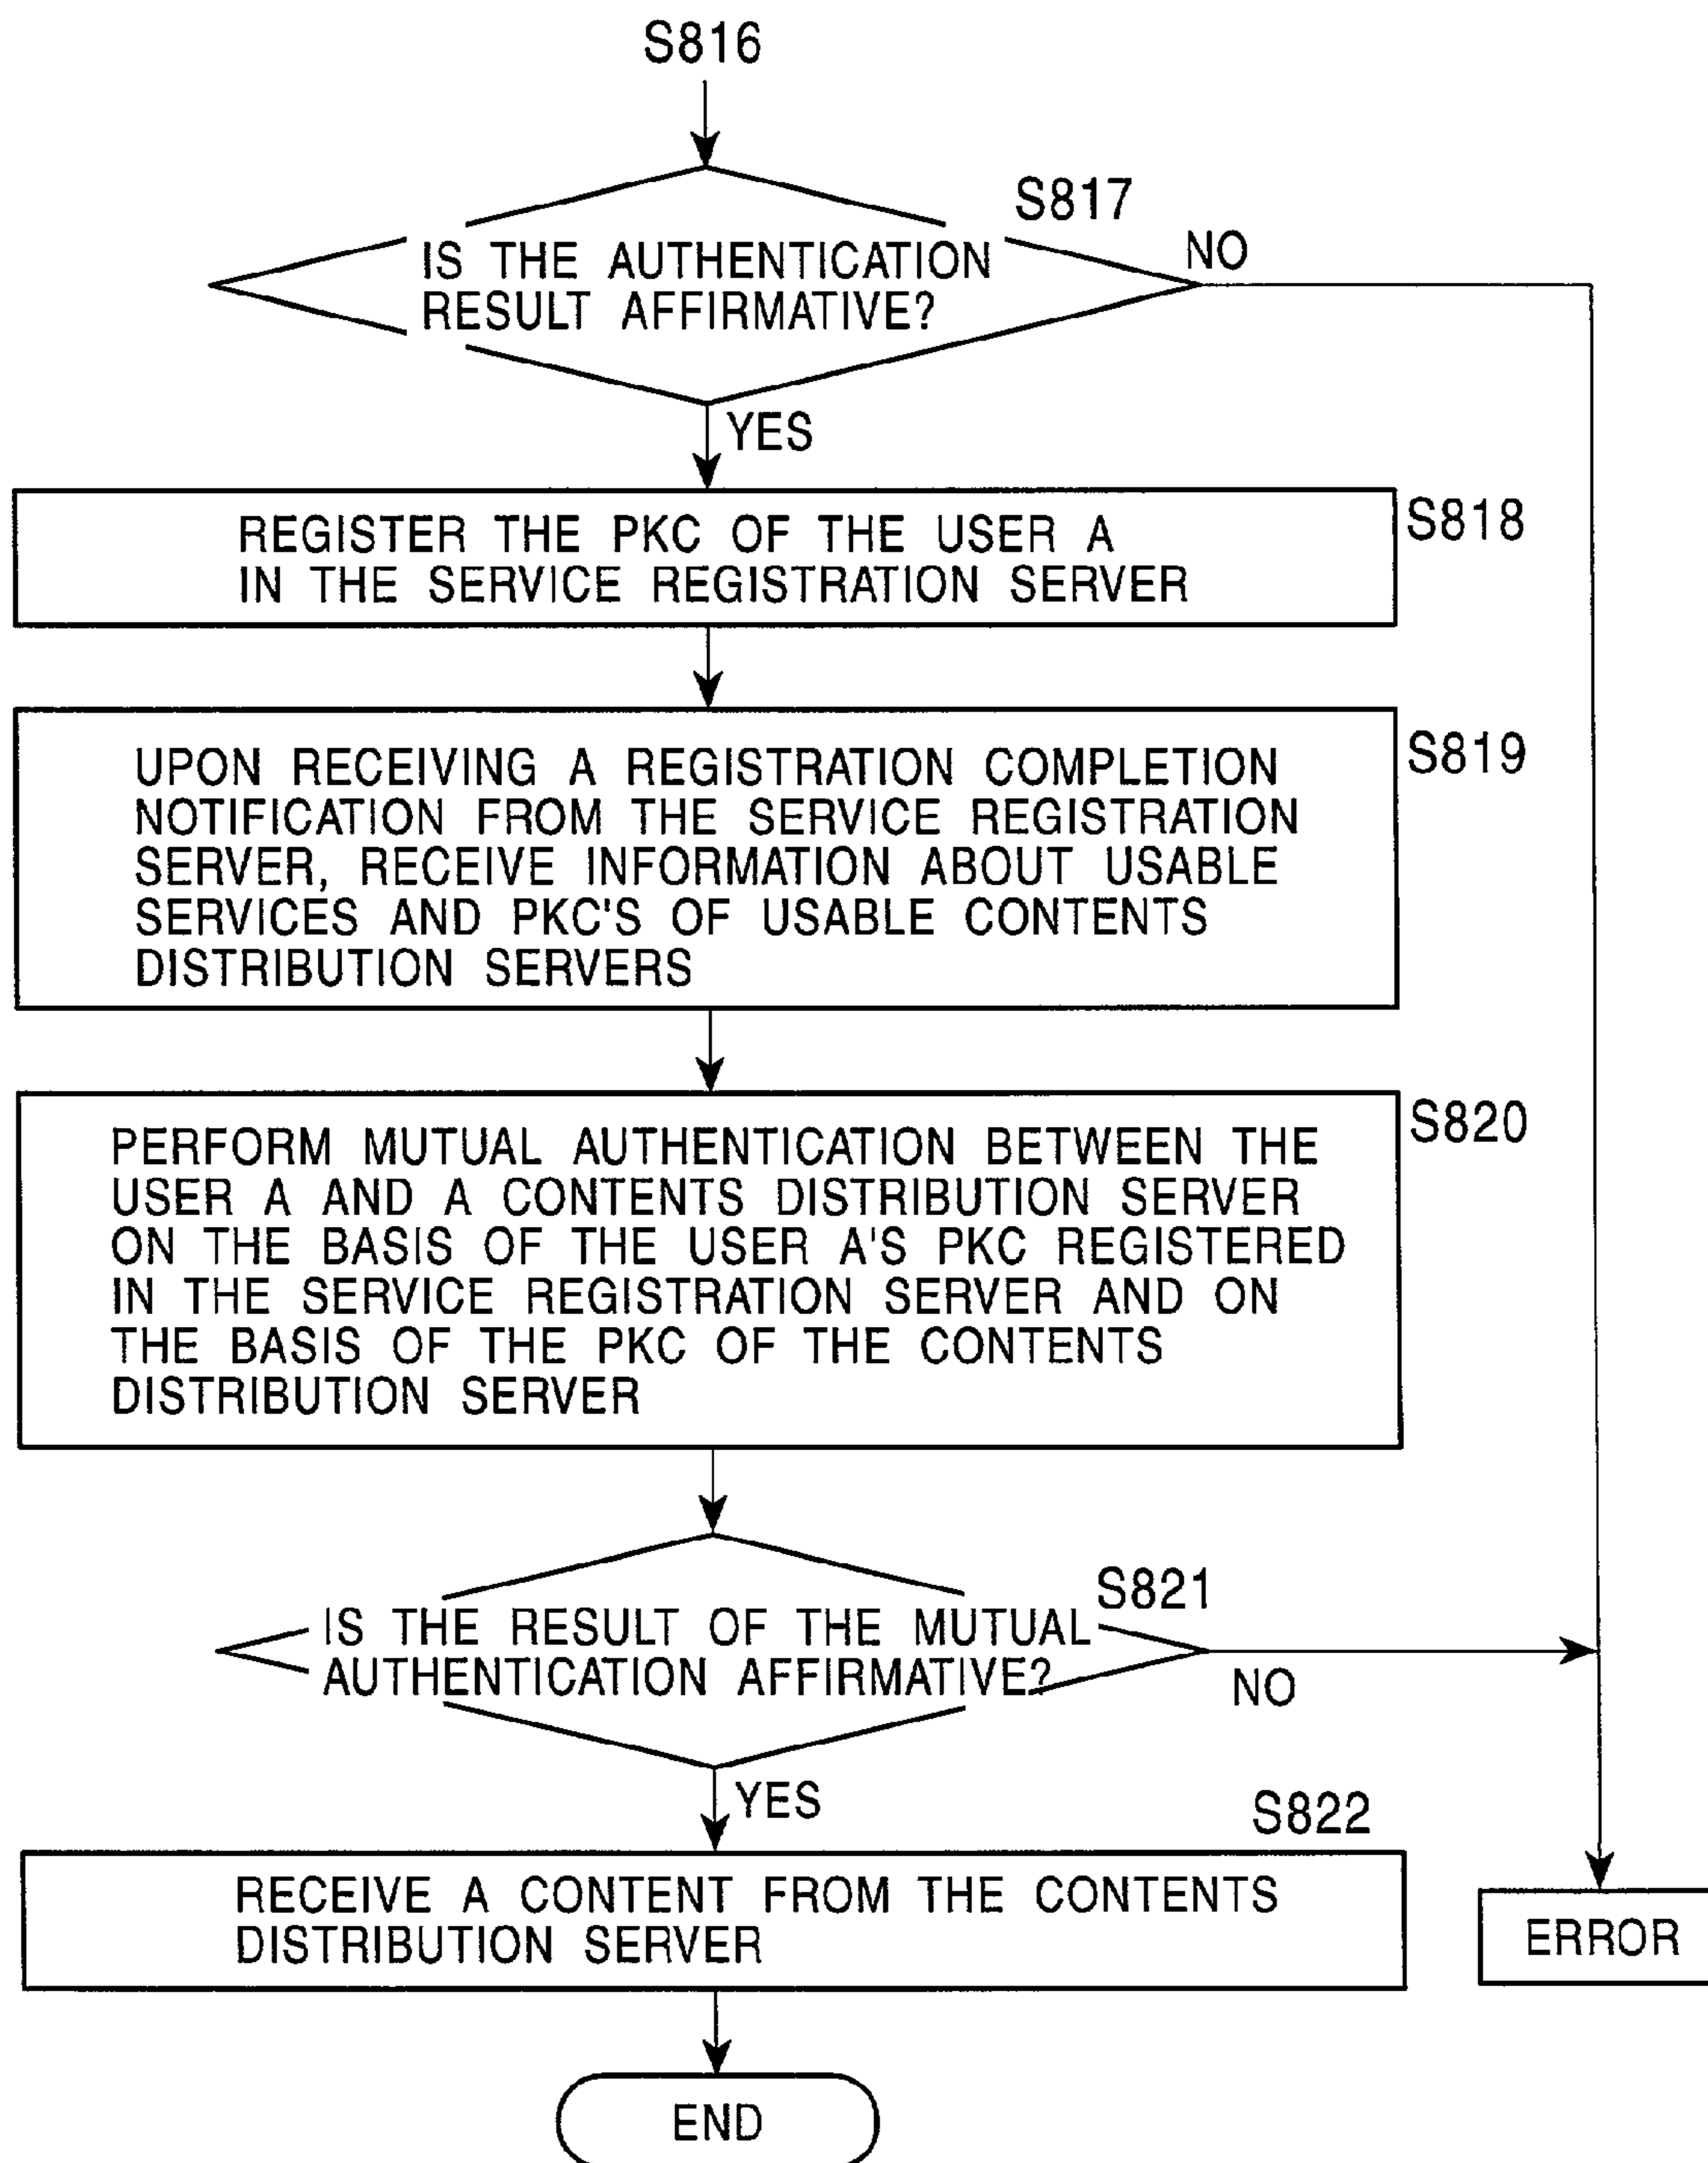 S816
S817
IS THE AUTHENTICATION
RESULT AFFIRMATIVE?
NO
YES
S818
REGISTER THE PKC OF THE USER A
IN THE SERVICE REGISTRATION SERVER
S819
UPON RECEIVING A REGISTRATION COMPLETION
NOTIFICATION FROM THE SERVICE REGISTRATION
SERVER, RECEIVE INFORMATION ABOUT USABLE
SERVICES AND PKC'S OF USABLE CONTENTS
DISTRIBUTION SERVERS
S820
PERFORM MUTUAL AUTHENTICATION BETWEEN THE
USER A AND A CONTENTS DISTRIBUTION SERVER
ON THE BASIS OF THE USER A'S PKC REGISTERED
IN THE SERVICE REGISTRATION SERVER AND ON
THE BASIS OF THE PKC OF THE CONTENTS
DISTRIBUTION SERVER
S821
IS THE RESULT OF THE MUTUAL
AUTHENTICATION AFFIRMATIVE?
NO
YES
S822
RECEIVE A CONTENT FROM THE CONTENTS
DISTRIBUTION SERVER
ERROR
END